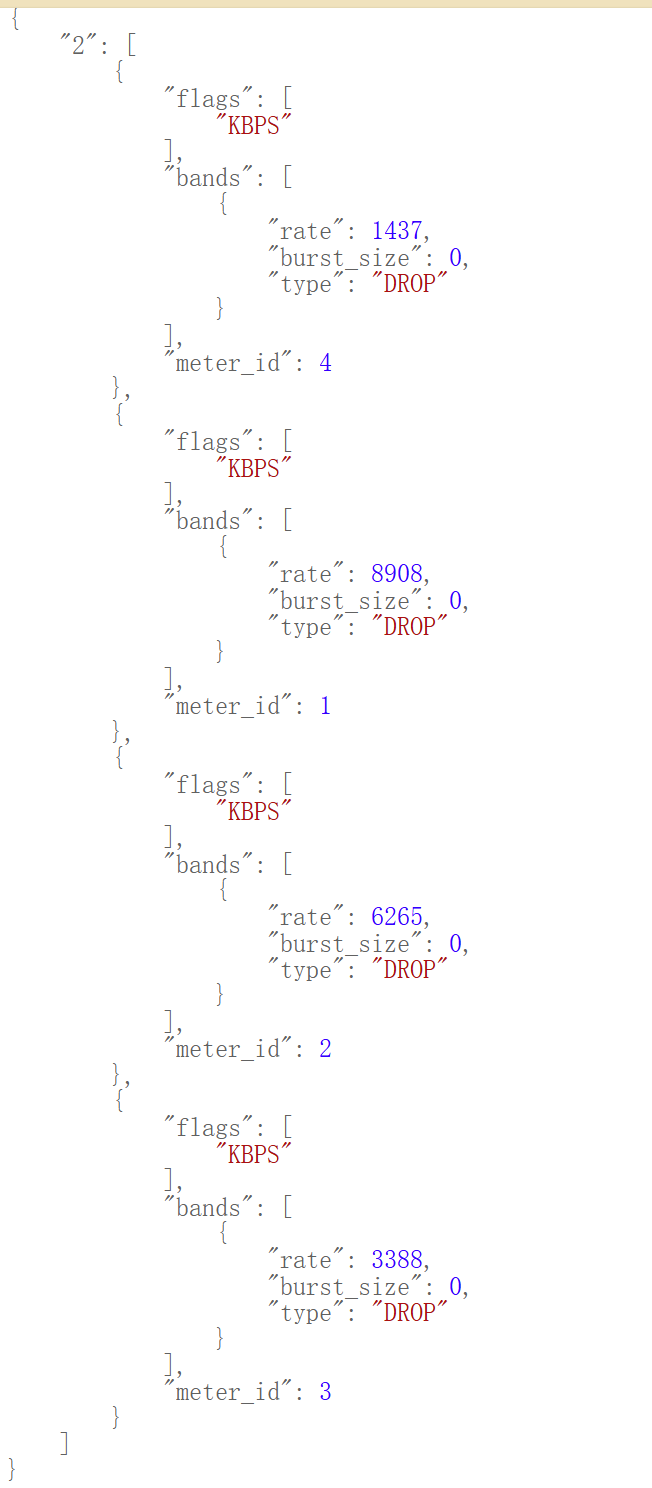 {
    "2": [
        {
            "flags": [
                "KBPS"
            ],
            "bands": [
                {
                    "rate": 1437,
                    "burst_size": 0,
                    "type": "DROP"
                }
            ],
            "meter_id": 4
        },
        {
            "flags": [
                "KBPS"
            ],
            "bands": [
                {
                    "rate": 8908,
                    "burst_size": 0,
                    "type": "DROP"
                }
            ],
            "meter_id": 1
        },
        {
            "flags": [
                "KBPS"
            ],
            "bands": [
                {
                    "rate": 6265,
                    "burst_size": 0,
                    "type": "DROP"
                }
            ],
            "meter_id": 2
        },
        {
            "flags": [
                "KBPS"
            ],
            "bands": [
                {
                    "rate": 3388,
                    "burst_size": 0,
                    "type": "DROP"
                }
            ],
            "meter_id": 3
        }
    ]
}